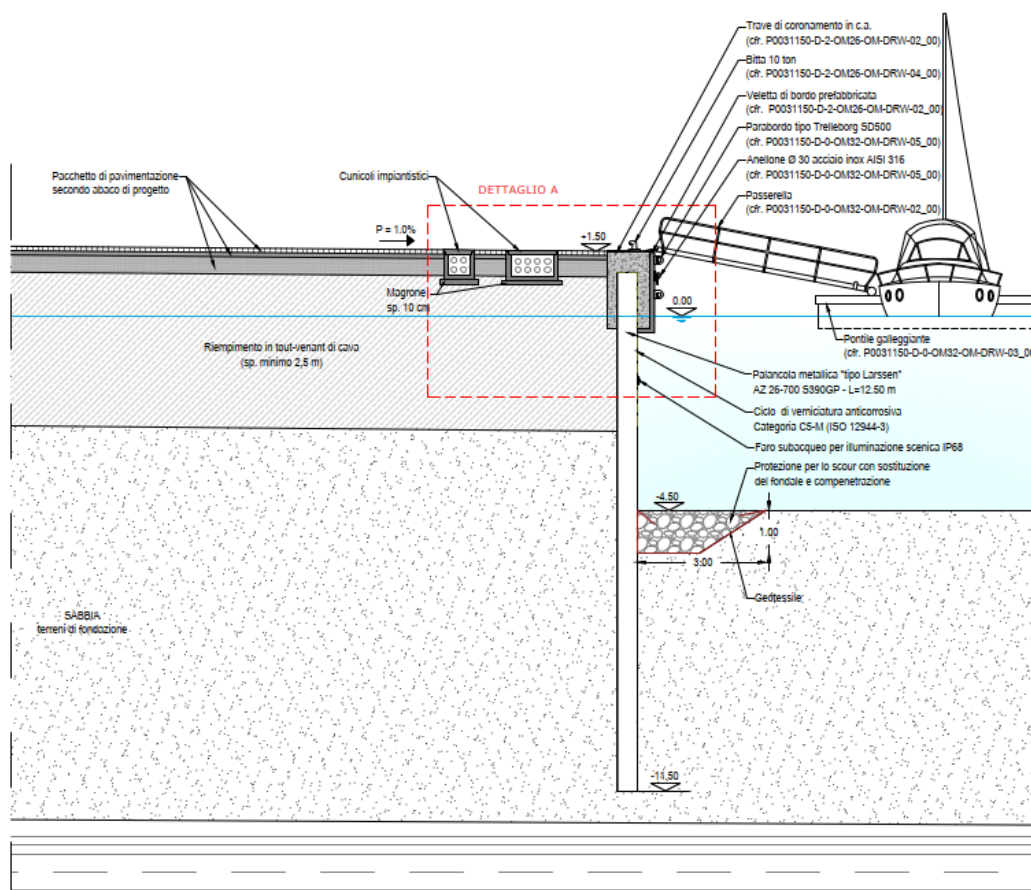 Trave di coronamento in c.a.
(cfr. P0031150-D-2-OM26-OM-DRW-02_00)
Bitta 10 ton
(cfr. P0031150-D-2-OM26-OM-DRW-04_00)
Veletta di bordo prefabbricata
(cfr. P0031150-D-2-OM26-OM-DRW-02_00)
Parabordo tipo Trelleborg SD500
(cfr. P0031150-D-0-OM32-OM-DRW-05_00)
Anellone Ø 30 acciaio inox AISI 316
(cfr. P0031150-D-0-OM32-OM-DRW-05_00)
Passerella
(cfr. P0031150-D-0-OM32-OM-DRW-02_00)
Pacchetto di pavimentazione
secondo abaco di progetto
Cunicoli impiantistici
DETTAGLIO A
P = 1.0%
+1.50
Magrone
sp. 10 cm
0.00
Riempimento in tout-venant di cava
(sp. minimo 2,5 m)
Pontile galleggiante
(cfr. P0031150-D-0-OM32-OM-DRW-03_0
Palancola metallica "tipo Larssen"
AZ 26-700 S390GP - L=12.50 m
Ciclo di verniciatura anticorrosiva
Categoria C5-M (ISO 12944-3)
Faro subacqueo per illuminazione scenica IP68
Protezione per lo scour con sostituzione
del fondale e compenetrazione
-4.50
1.00
3.00
Geotessile
SABBIA
terreni di fondazione
-11,50